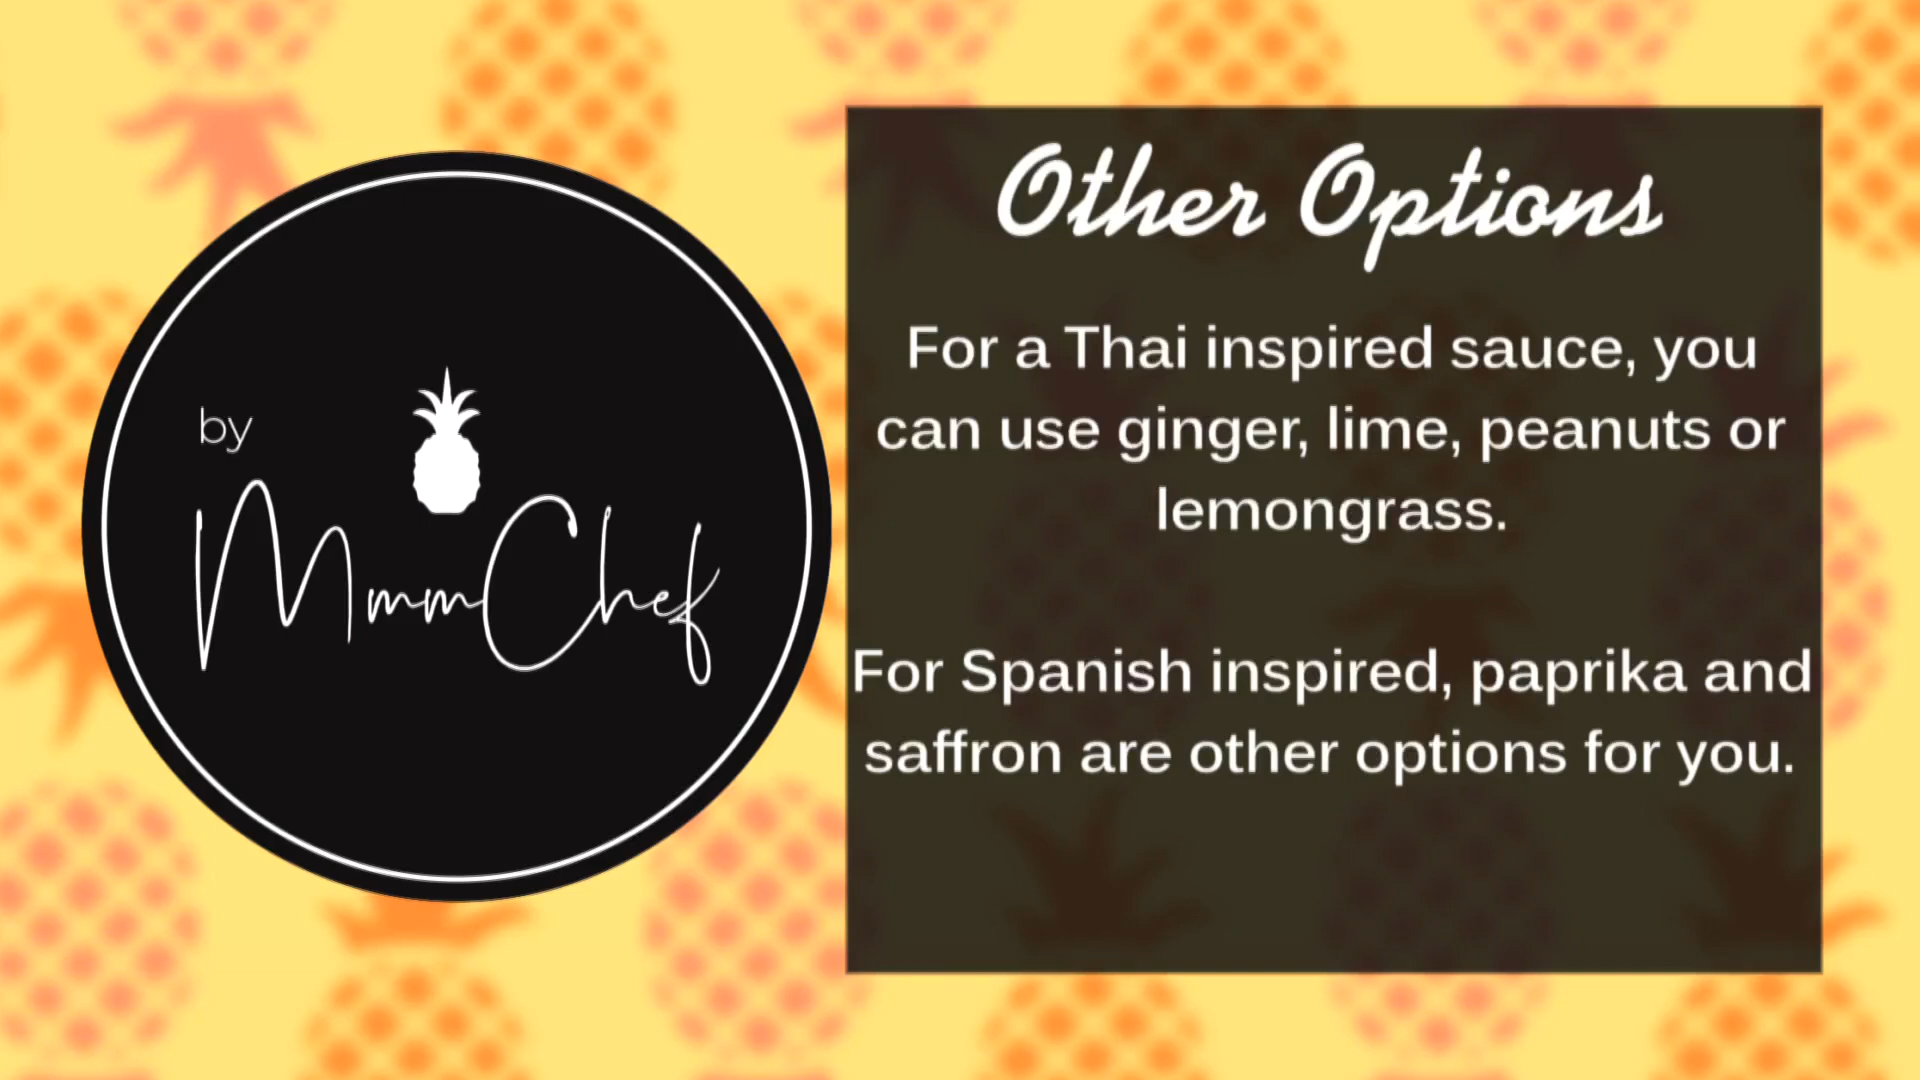 by
MmmChef
Other Options
For a Thai inspired sauce, you
can use ginger, lime, peanuts or
lemongrass.
For Spanish inspired, paprika and
saffron are other options for you.